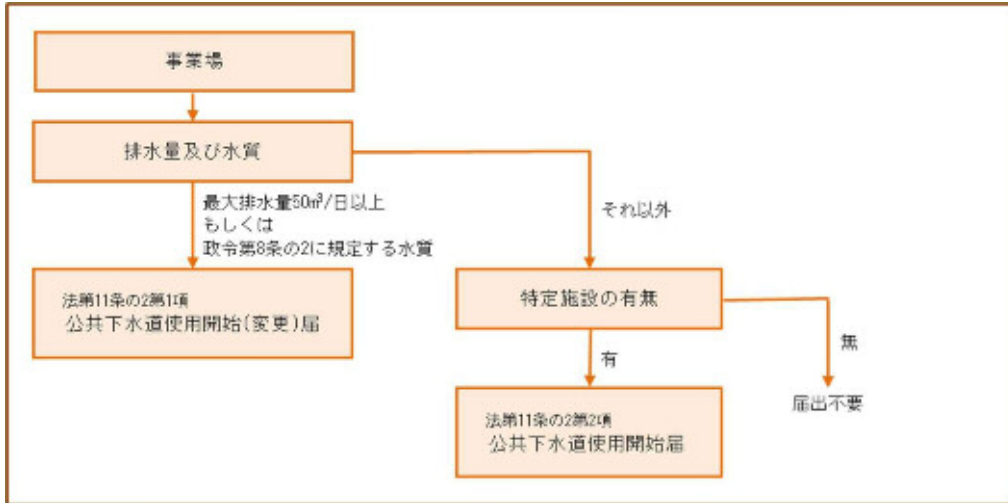 事業場
排水量及び水質
最大排水量50㎥/日以上
もしくは
政令第8条の2に規定する水質
それ以外
法第11条の2第1項
公共下水道使用開始(変更)届
特定施設の有無
有
無
法第11条の2第2項
公共下水道使用開始届
届出不要